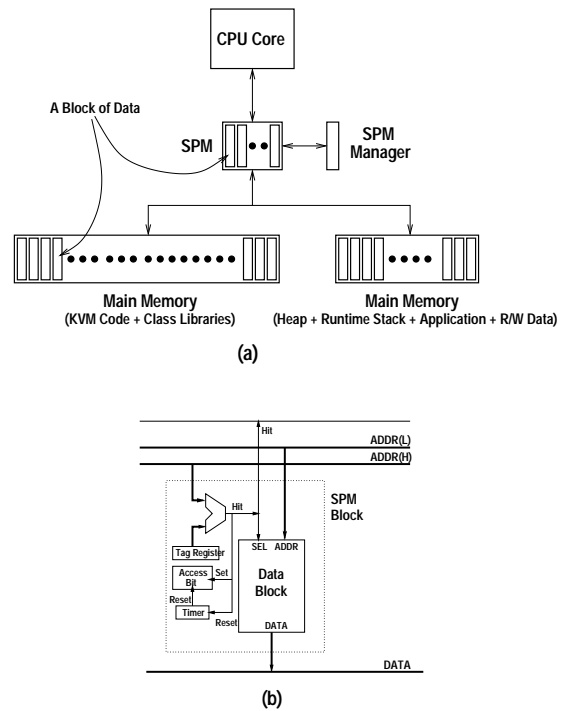 CPU Core
A Block of Data
SPM
SPM
Manager
Main Memory
(KVM Code + Class Libraries)
Main Memory
(Heap + Runtime Stack + Application + R/W Data)
(a)
Hit
ADDR(L)
ADDR(H)
SPM
Block
Hit
Tag Register
SEL ADDR
Access
Bit
Set
Data
Block
Reset
Timer
Reset
DATA
DATA
(b)